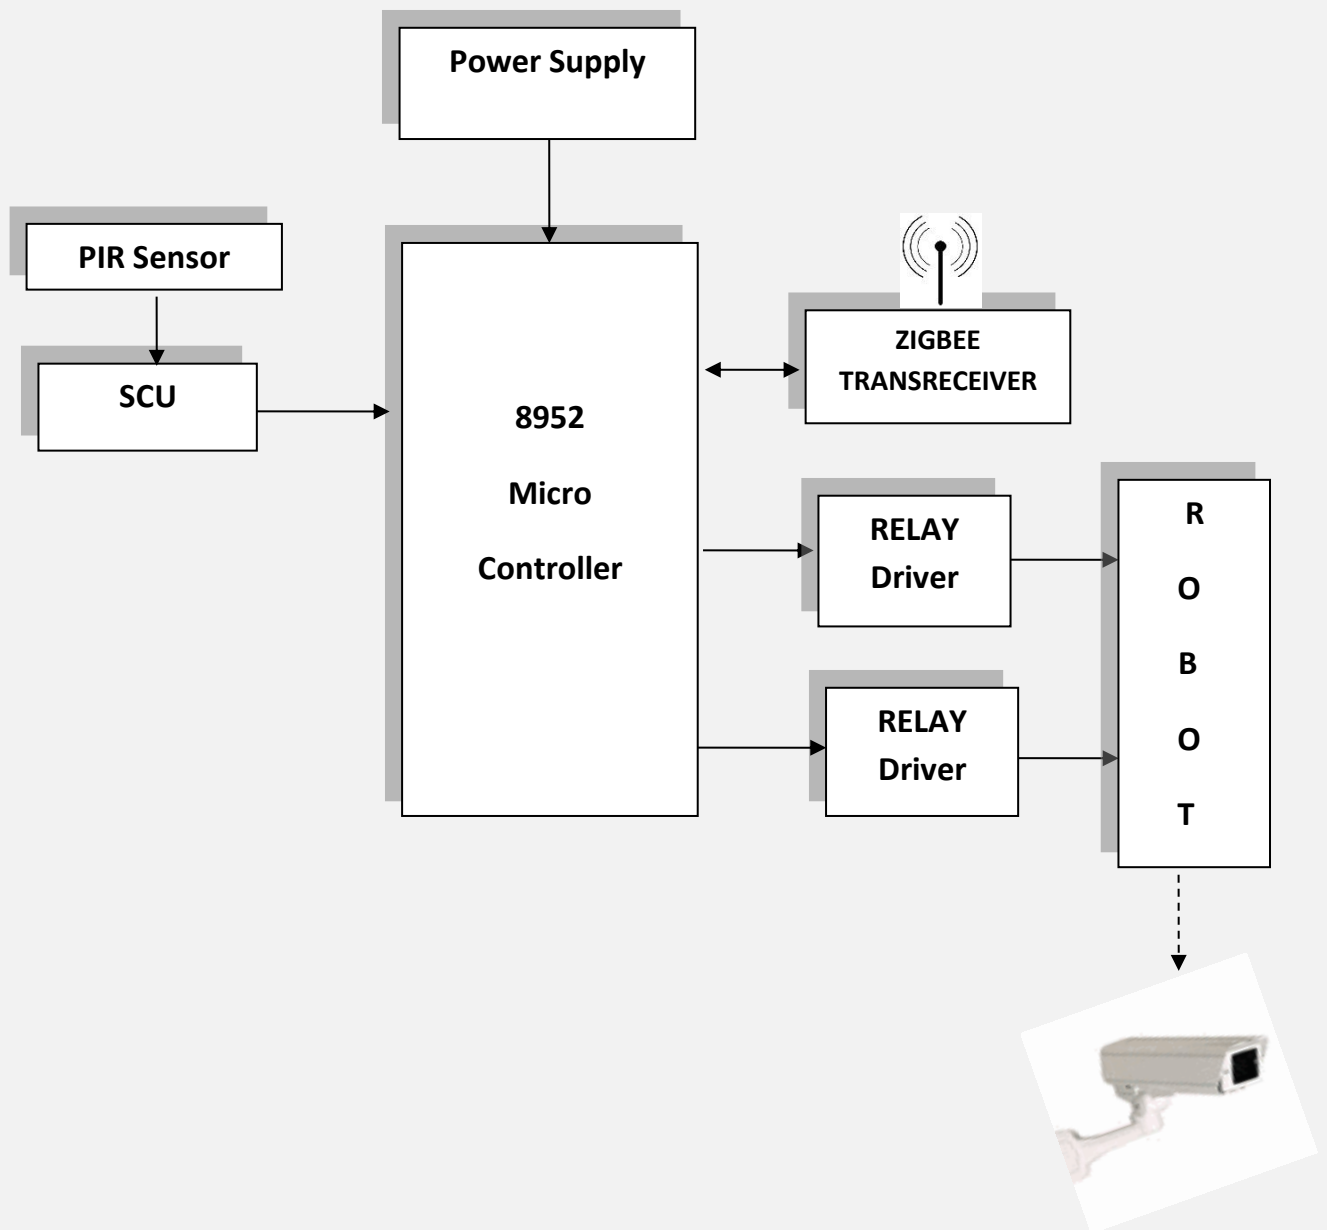 Power Supply
PIR Sensor
SCU
8952
Micro
Controller
ZIGBEE
TRANSRECEIVER
RELAY
Driver
RELAY
Driver
R
O
B
O
T